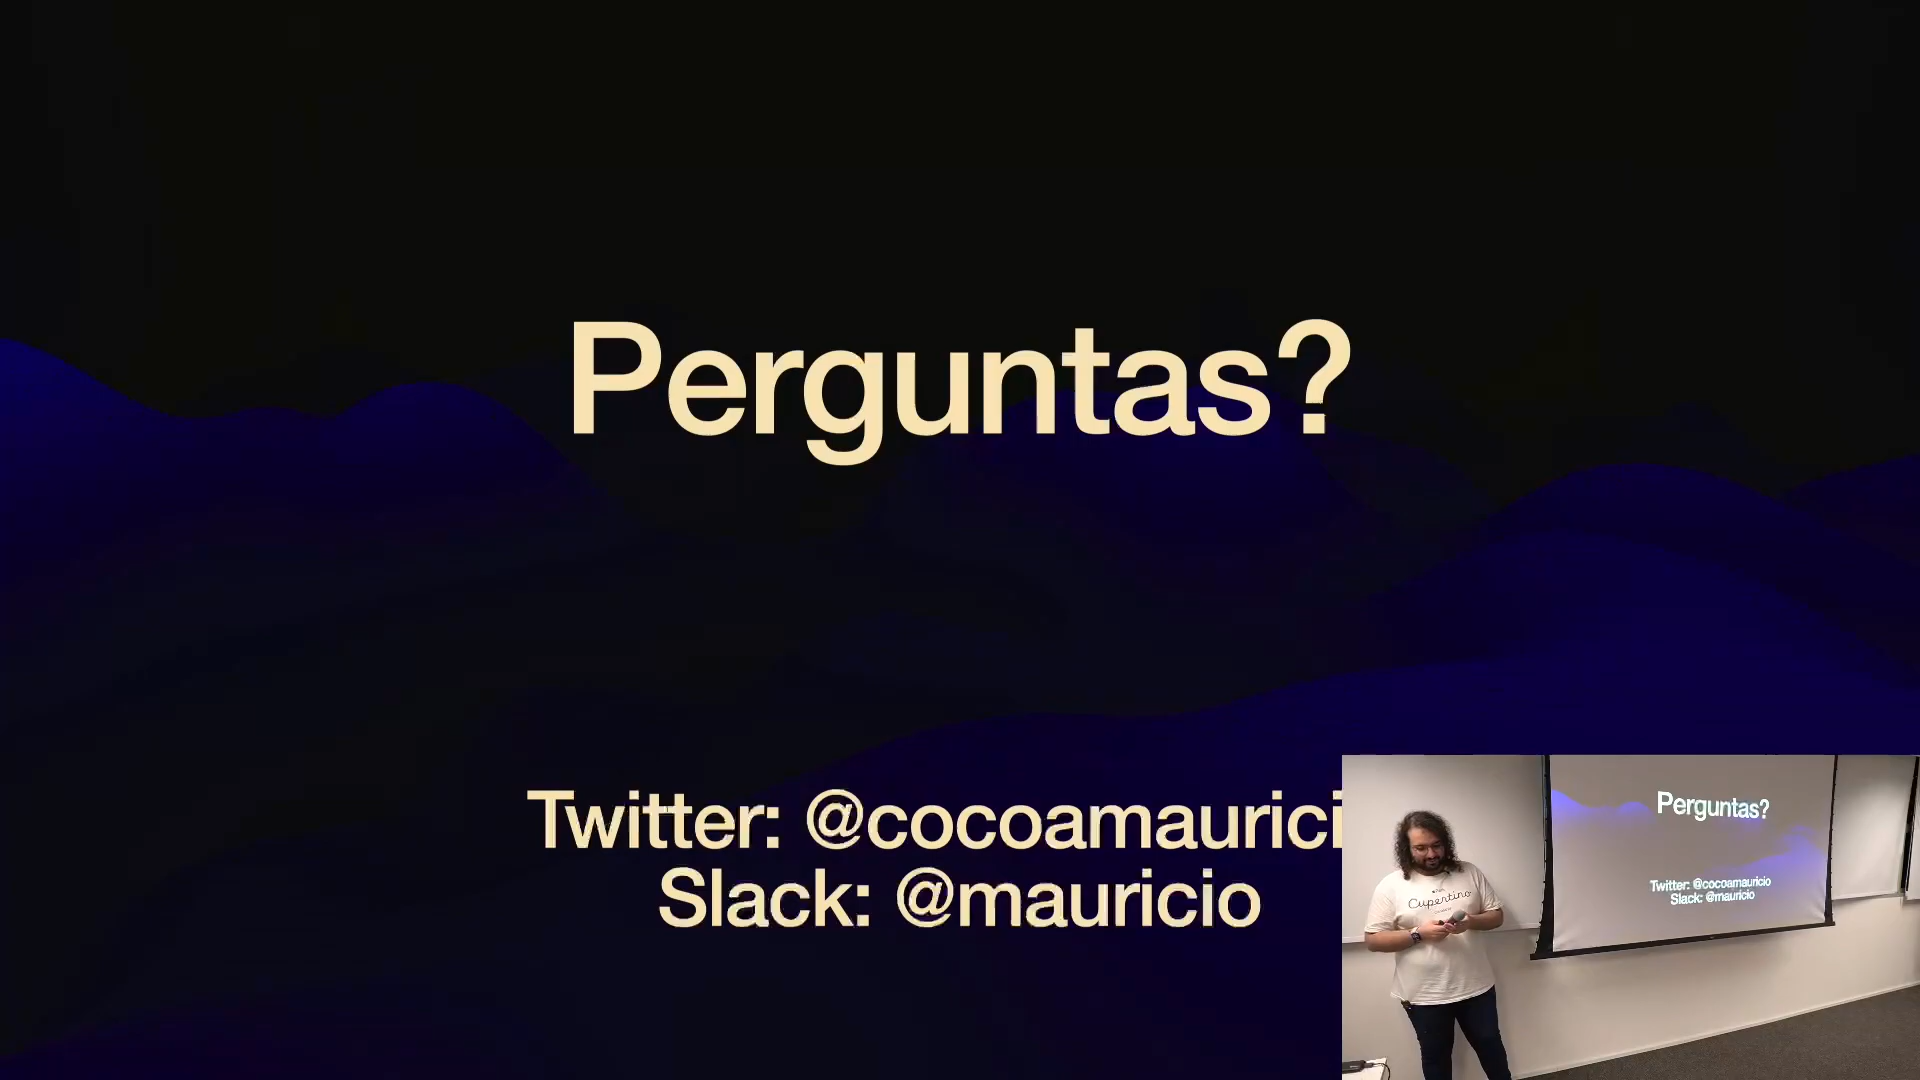 Perguntas?
Twitter: @cocoamaurici
Slack: @mauricio
Perguntas?
Twitter: @cocoamauricio
Slack: @mauricio
Cupertino